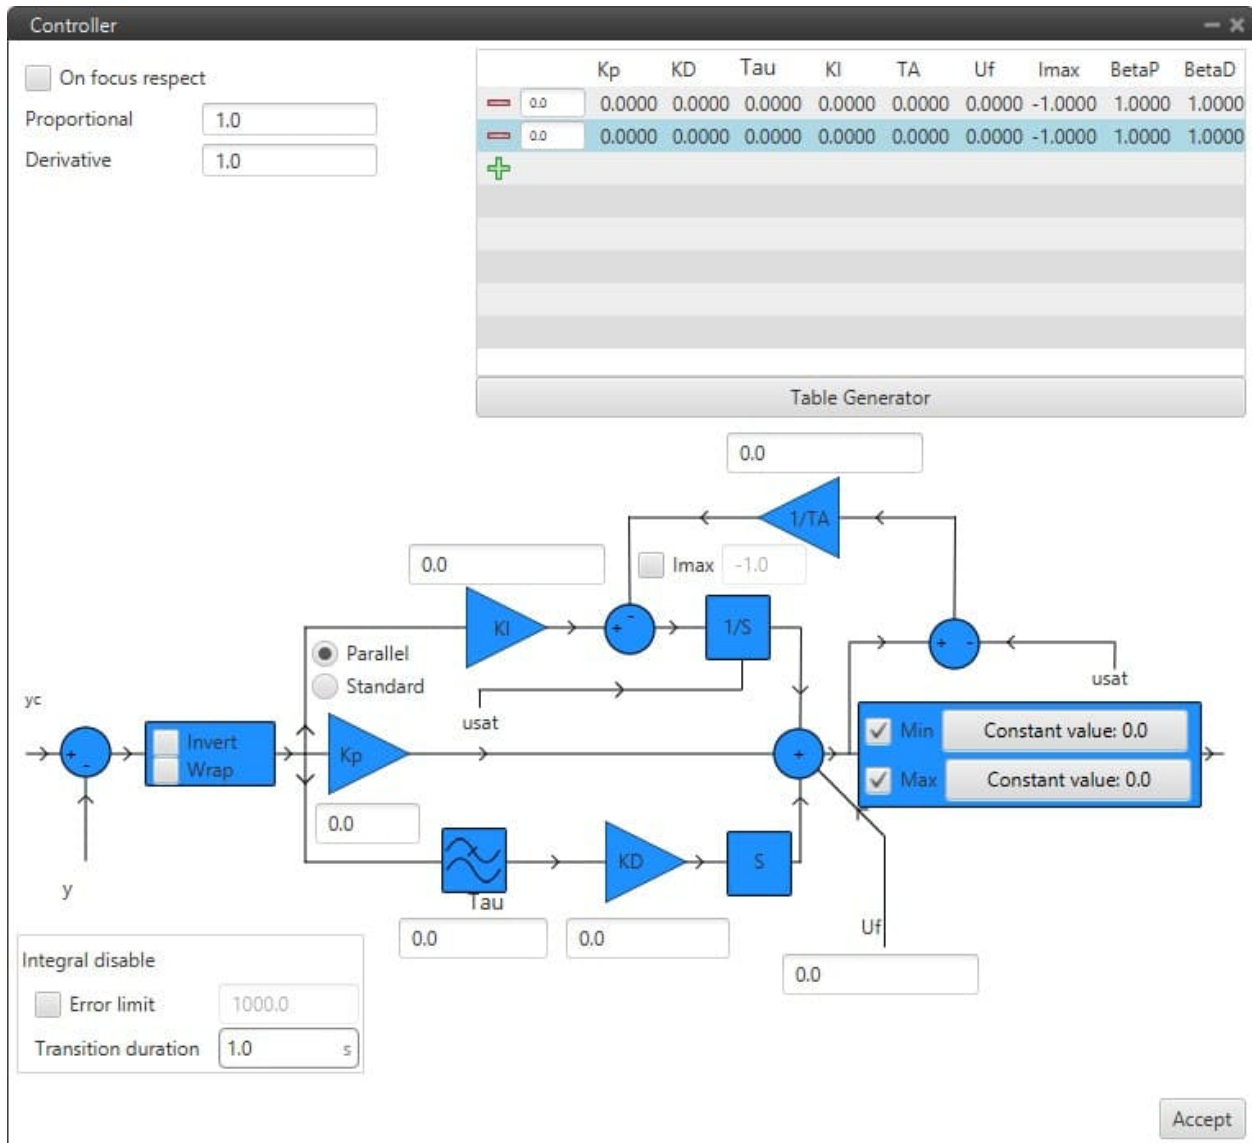 Controller
On focus respect
Proportional 1.0
Derivative 1.0
Kp KD Tau KI TA Uf Imax BetaP BetaD
0.0 0.0000 0.0000 0.0000 0.0000 0.0000 0.0000 -1.0000 1.0000 1.0000
0.0 0.0000 0.0000 0.0000 0.0000 0.0000 0.0000 -1.0000 1.0000 1.0000
Table Generator
0.0
1/TA
0.0
Imax -1.0
KI
+ -
1/S
Parallel
Standard
+ -
usat
usat
yc
+ -
Invert
Wrap
Kp
+
Min Constant value: 0.0
Max Constant value: 0.0
0.0
KD
S
y
Tau
0.0
0.0
Uf
0.0
Integral disable
Error limit 1000.0
Transition duration 1.0 s
Accept